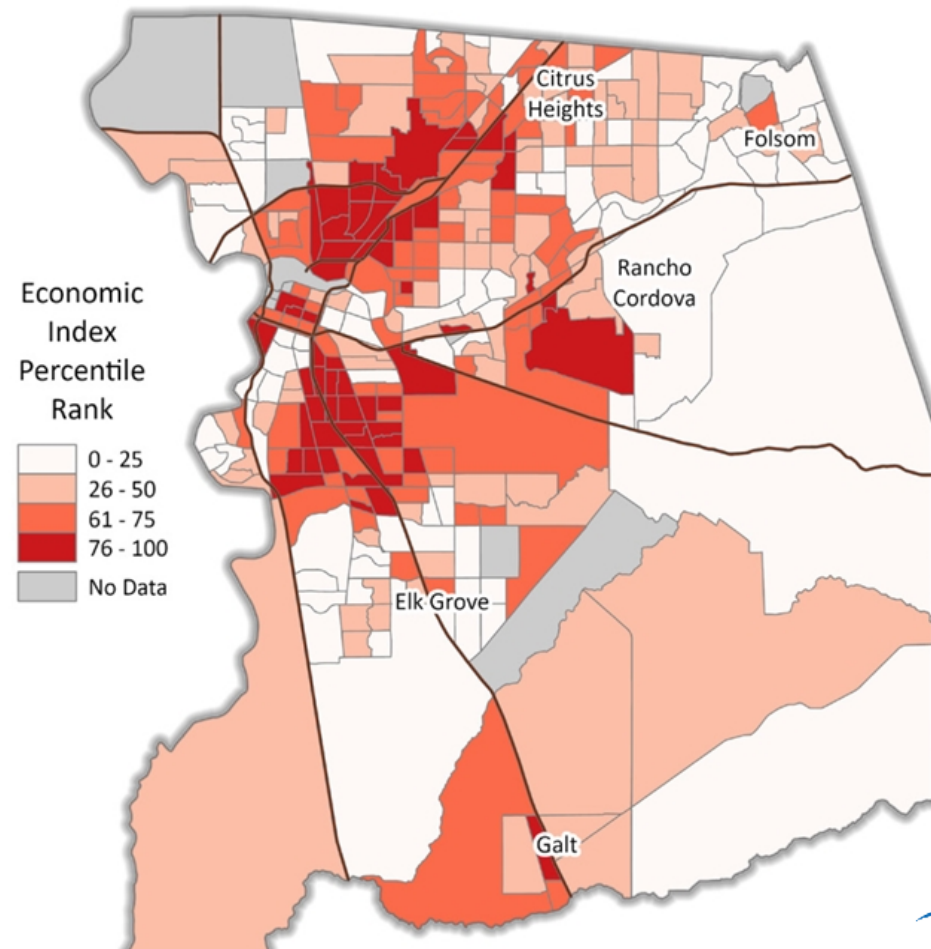 Citrus
Heights
Folsom
Rancho
Cordova
Economic
Index
Percentile
Rank
0 - 25
26 - 50
61 - 75
76 - 100
No Data
Elk Grove
Galt